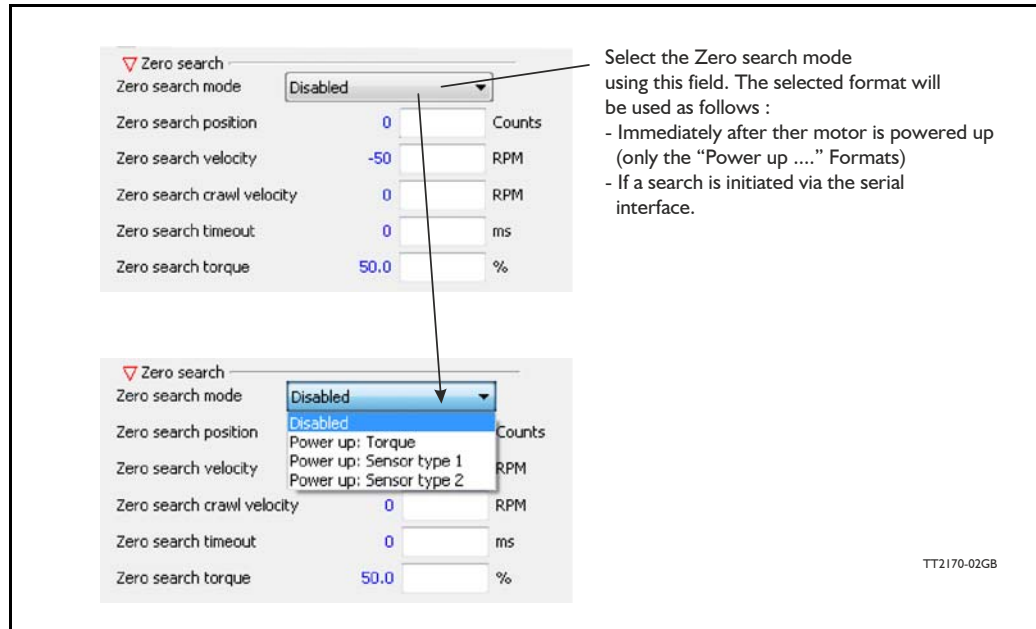 Zero search
Zero search mode Disabled
Zero search position 0 Counts
Zero search velocity -50 RPM
Zero search crawl velocity 0 RPM
Zero search timeout 0 ms
Zero search torque 50.0 %
Select the Zero search mode
using this field. The selected format will
be used as follows :
- Immediately after ther motor is powered up
(only the “Power up ....” Formats)
- If a search is initiated via the serial
interface.
Zero search
Zero search mode Disabled
Disabled
Zero search position Counts
Power up: Torque
Power up: Sensor type 1
Zero search velocity RPM
Power up: Sensor type 2
Zero search crawl velocity 0 RPM
Zero search timeout 0 ms
Zero search torque 50.0 %
TT2170-02GB